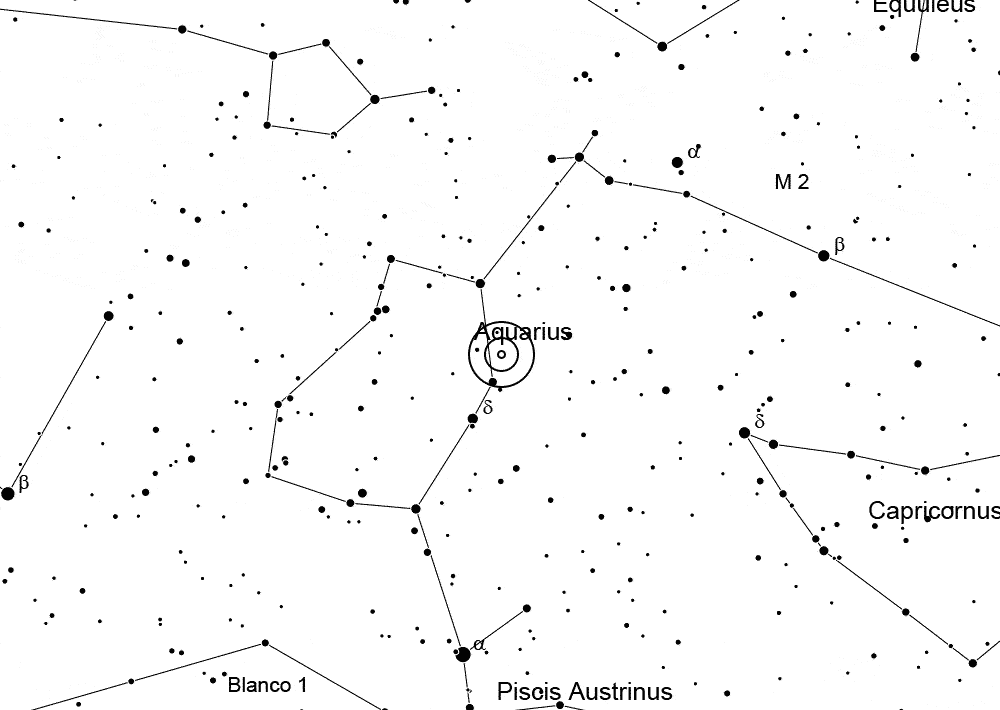 Equuleus
α
M 2
β
Aquarius
δ
δ
β
Capricornus
α
Blanco 1
Piscis Austrinus